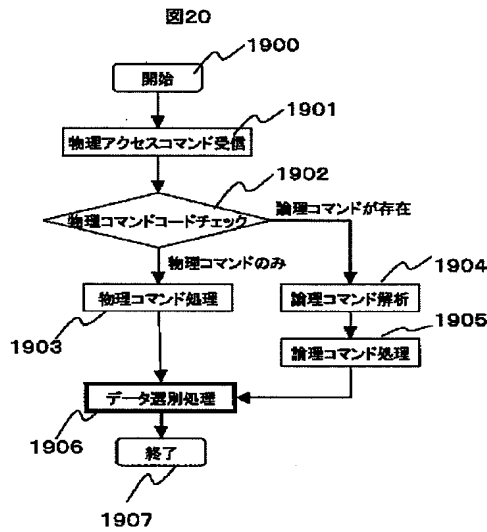 図20
1900
開始
1901
物理アクセスコマンド受信
1902
物理コマンドコードチェック
論理コマンドが存在
物理コマンドのみ
1904
物理コマンド処理
論理コマンド解析
1903
1905
論理コマンド処理
データ選別処理
1906
終了
1907